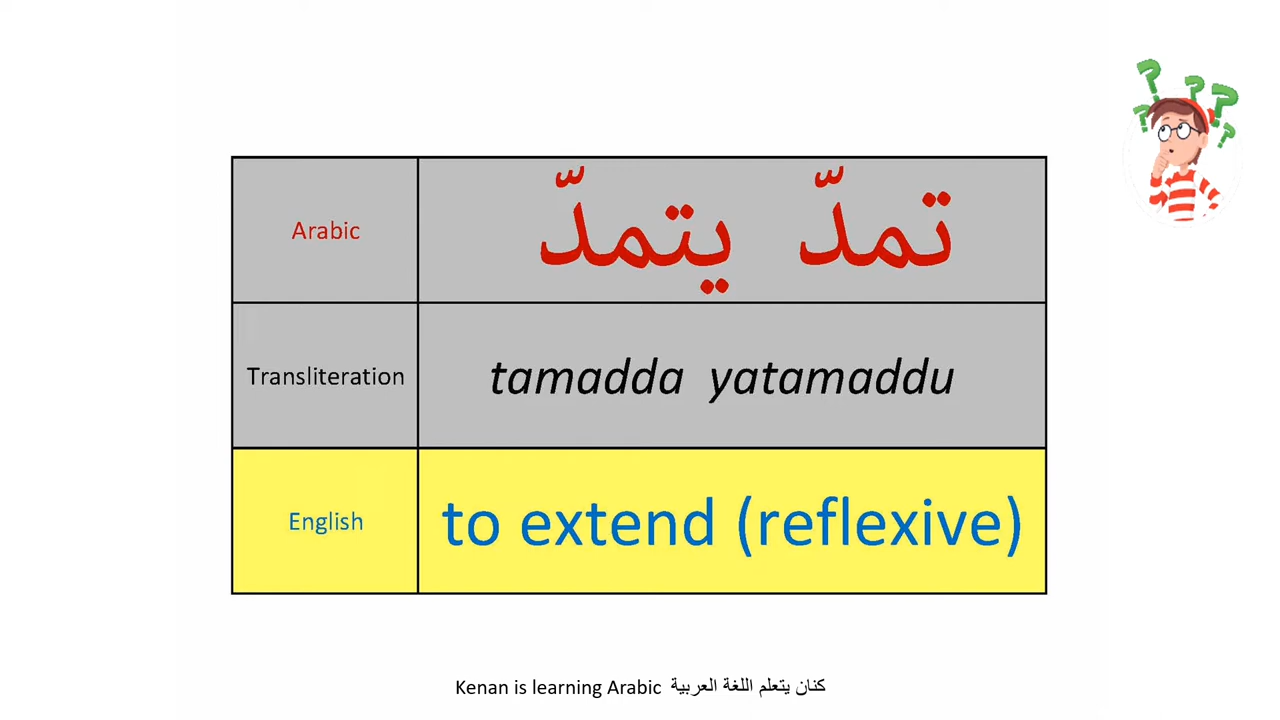 Arabic تمدّ يتمدّ
Transliteration tamadda yatamaddu
English to extend (reflexive)
Kenan is learning Arabic كنان يتعلم اللغة العربية